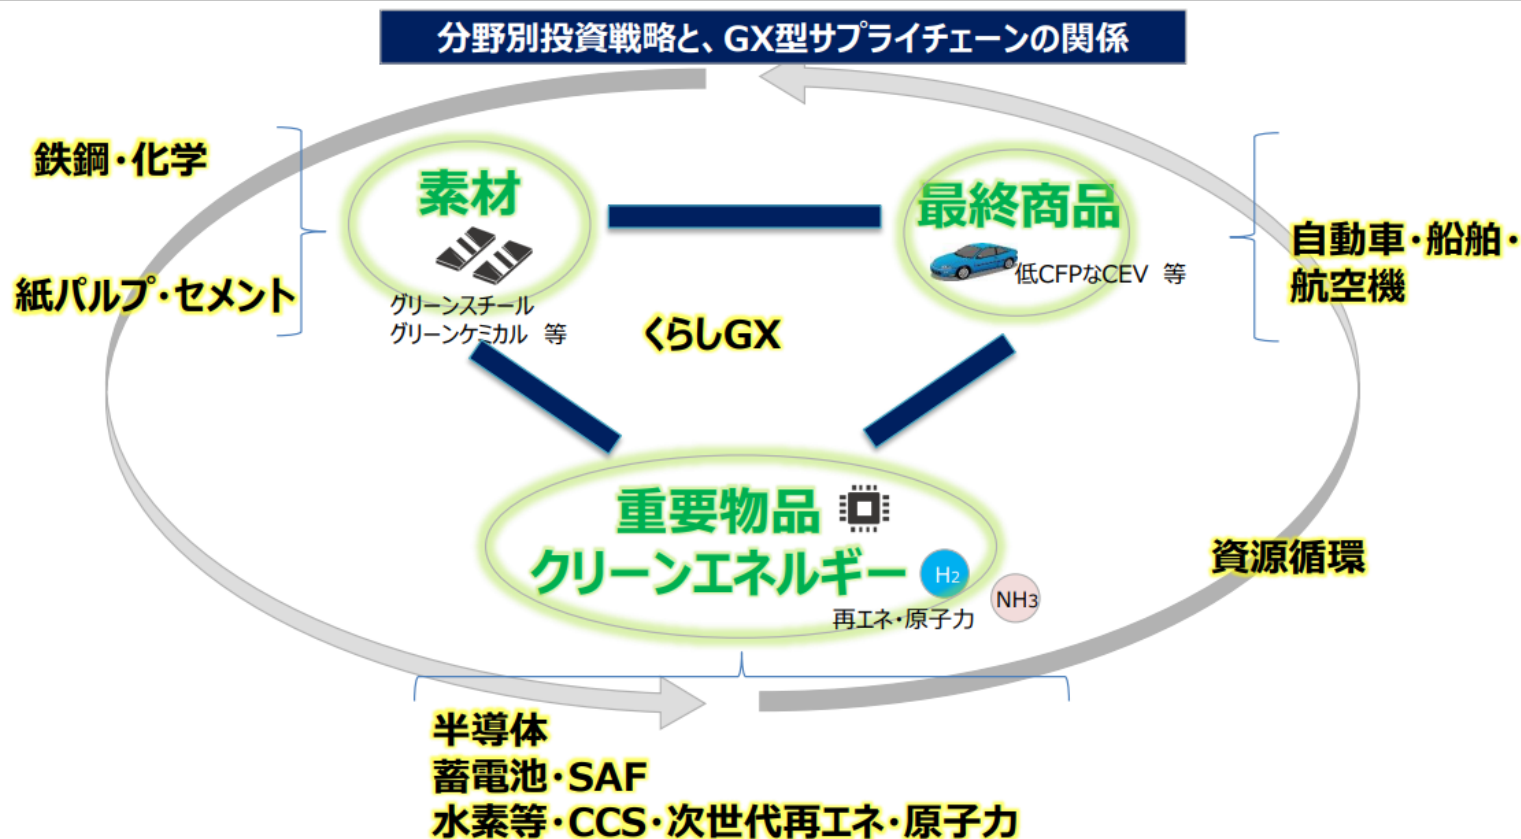 分野別投資戦略と、GX型サプライチェーンの関係
鉄鋼・化学
紙パルプ・セメント
素材
グリーンスチール
グリーンケミカル 等
くらしGX
最終商品
低CFPなCEV 等
自動車・船舶・
航空機
重要物品
クリーンエネルギー
H2
NH3
再エネ・原子力
資源循環
半導体
蓄電池・SAF
水素等・CCS・次世代再エネ・原子力